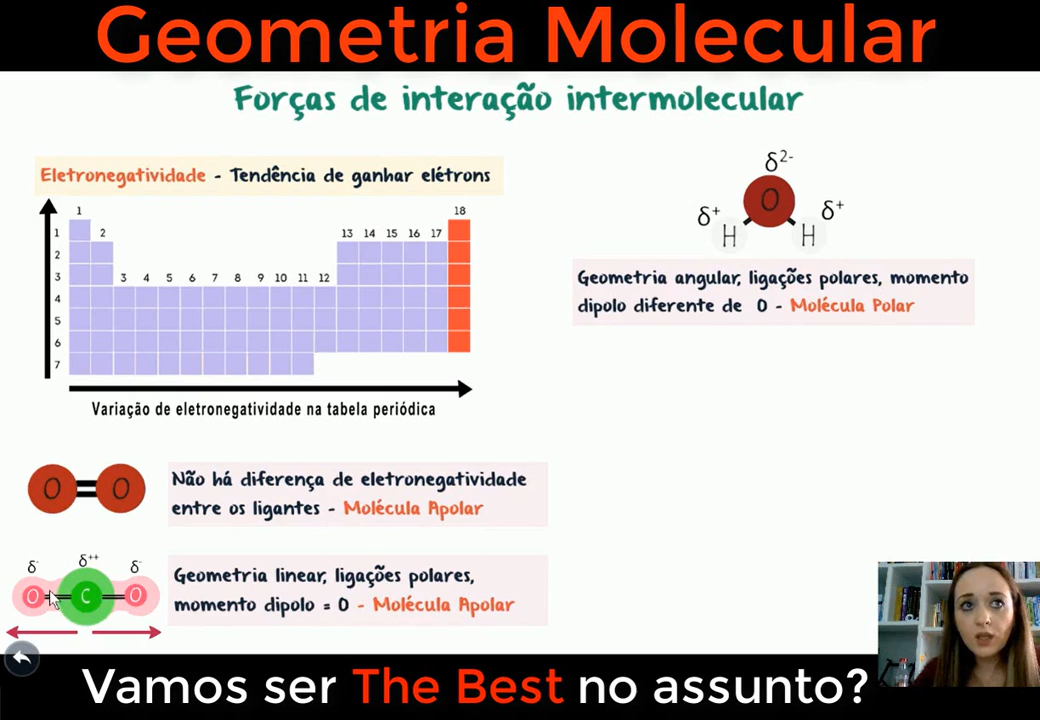 Geometria Molecular
Forças de interação intermolecular
Eletronegatividade - Tendência de ganhar elétrons
1
18
2
13 14 15 16 17
3 4 5 6 7 8 9 10 11 12
1
2
3
4
5
6
7
Variação de eletronegatividade na tabela periódica
δ2-
O
δ+
δ+
H
H
Geometria angular, ligações polares, momento
dipolo diferente de 0 - Molécula Polar
O O
Não há diferença de eletronegatividade
entre os ligantes - Molécula Apolar
δ- δ++ δ-
O C O
Geometria linear, ligações polares,
momento dipolo = 0 - Molécula Apolar
Vamos ser The Best no assunto?